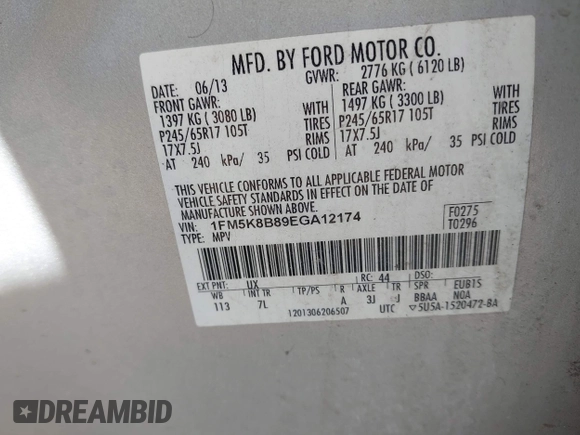 MFD. BY FORD MOTOR CO.
DATE: 06/13 GVWR: 2776 KG ( 6120 LB)
FRONT GAWR: REAR GAWR:
1397 KG ( 3080 LB) WITH 1497 KG ( 3300 LB) WITH
P245/65R17 105T TIRES P245/65R17 105T TIRES
17X7.5J RIMS 17X7.5J RIMS
AT 240 kPa/ 35 PSI COLD AT 240 kPa/ 35 PSI COLD
THIS VEHICLE CONFORMS TO ALL APPLICABLE FEDERAL MOTOR
VEHICLE SAFETY STANDARDS IN EFFECT ON THE DATE OF
MANUFACTURE SHOWN ABOVE.
VIN: 1FM5K8B89EGA12174 F0275
TYPE: MPV T0296
EXT PNT: UX RC: 44 DSO:
WB INT TR TP/PS R AXLE TR SPR EUB1S
113 7L A 3J J BBAA NOA
1201306206507 UTC ▽5U5A-1520472-BA
DREAMBID